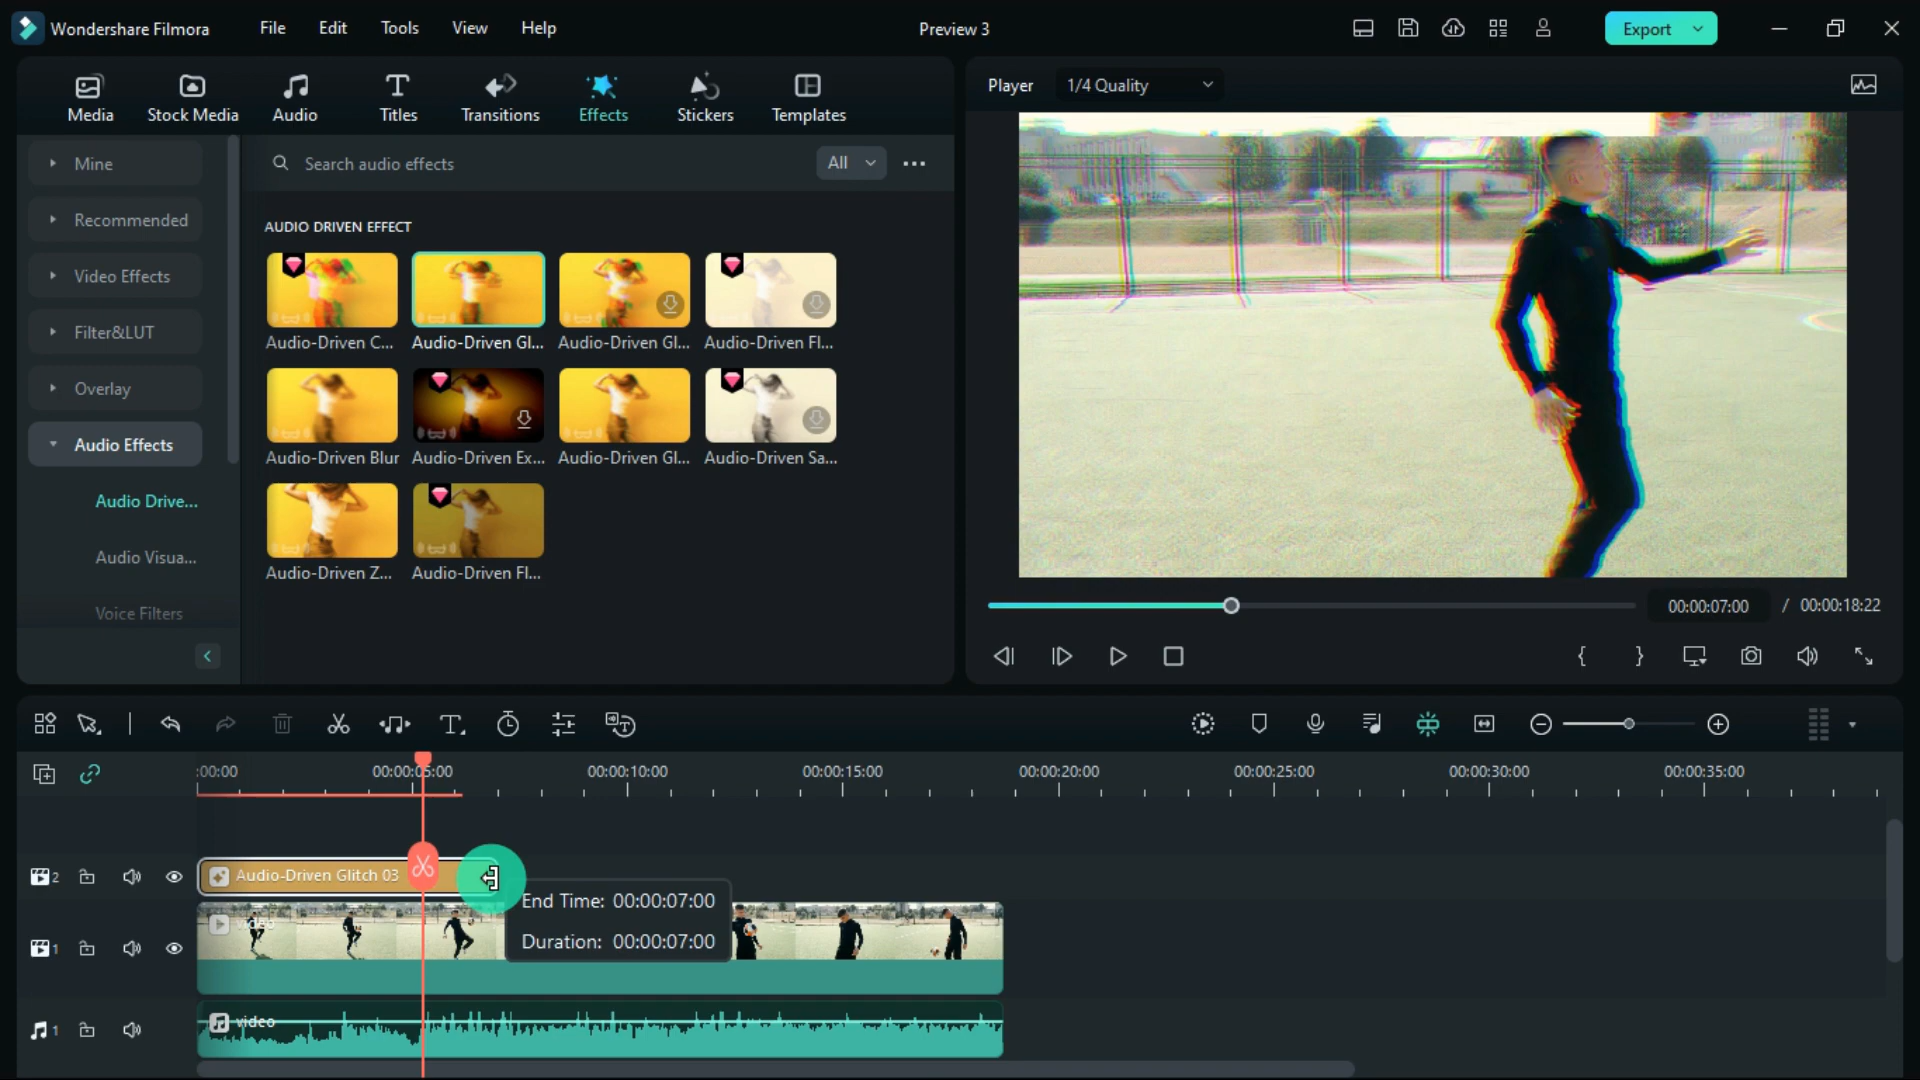 Wondershare Filmora
File
Edit
Tools
View
Help
Preview 3
Export
Media
Stock Media
Audio
Titles
Transitions
Effects
Stickers
Templates
Player
1/4 Quality
Mine
Recommended
Video Effects
Filter&LUT
Overlay
Audio Effects
Audio Drive...
Audio Visua...
Voice Filters
Search audio effects
All
AUDIO DRIVEN EFFECT
Audio-Driven C...
Audio-Driven Gl...
Audio-Driven Gl...
Audio-Driven Fl...
Audio-Driven Blur
Audio-Driven Ex...
Audio-Driven Gl...
Audio-Driven Sa...
Audio-Driven Z...
Audio-Driven Fl...
00:00:07:00 / 00:00:18:22
:00:00
00:00:05:00
00:00:10:00
00:00:15:00
00:00:20:00
00:00:25:00
00:00:30:00
00:00:35:00
2
Audio-Driven Glitch 03
End Time: 00:00:07:00
Duration: 00:00:07:00
1
video
1
video